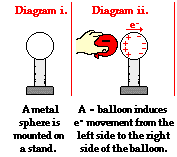 Diagram i.
Diagram ii.
e-
+ -
+ -
+ -
A metal
sphere is
mounted on
a stand.
A - balloon induces
e- movement from the
left side to the right
side of the balloon.